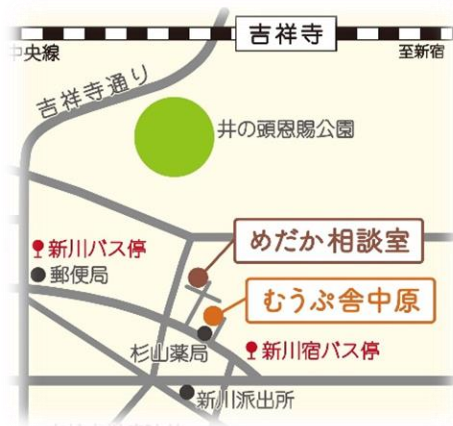 吉祥寺
中央線
至新宿
吉祥寺通り
井の頭恩賜公園
めだか相談室
新川バス停
郵便局
むうぷ舎中原
杉山薬局
新川宿バス停
新川派出所